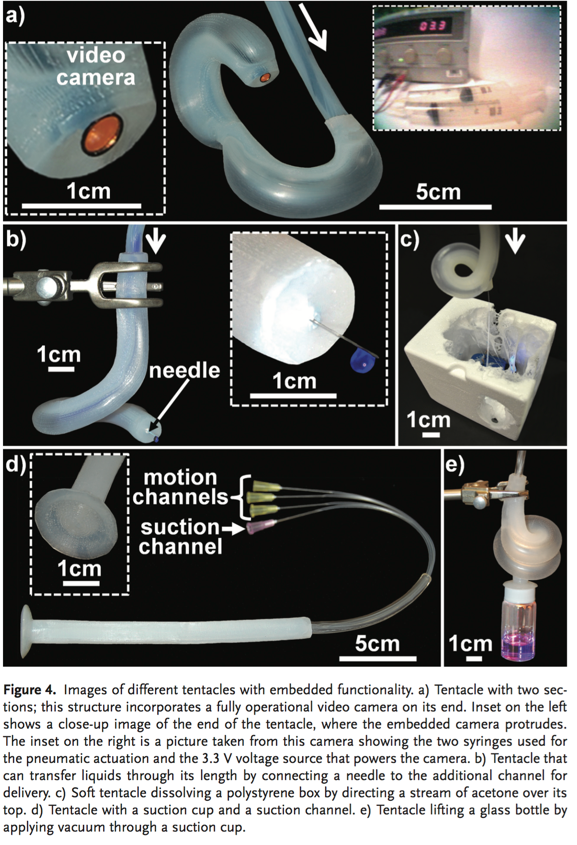 a)
video
camera
03.3
1cm
5cm
b)
c)
1cm
needle
1cm
1cm
d)
motion
channels
suction
channel
e)
1cm
5cm
1cm
Figure 4. Images of different tentacles with embedded functionality. a) Tentacle with two sec-
tions; this structure incorporates a fully operational video camera on its end. Inset on the left
shows a close-up image of the end of the tentacle, where the embedded camera protrudes.
The inset on the right is a picture taken from this camera showing the two syringes used for
the pneumatic actuation and the 3.3 V voltage source that powers the camera. b) Tentacle that
can transfer liquids through its length by connecting a needle to the additional channel for
delivery. c) Soft tentacle dissolving a polystyrene box by directing a stream of acetone over its
top. d) Tentacle with a suction cup and a suction channel. e) Tentacle lifting a glass bottle by
applying vacuum through a suction cup.